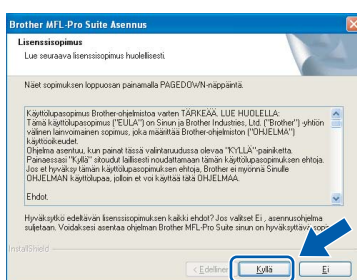 Brother MFL-Pro Suite Asennus
Lisenssisopimus
Lue seuraava lisenssisopimus huolellisesti.
Näet sopimuksen loppuosan painamalla PAGEDOWN-näppäintä.
Käyttölupasopimus Brother-ohjelmistoa varten TÄRKEÄÄ. LUE HUOLELLA:
Tämä käyttölupasopimus ("EULA") on Sinun ja Brother Industries, Ltd. ("Brother") -yhtiön
välinen lainvoimainen sopimus, joka määrittää Brother-ohjelmiston ("OHJELMA")
käyttöoikeudet.
Ohjelma asentuu, kun painat tässä valintaruudussa olevaa "KYLLÄ"-painiketta.
Painaessasi "Kyllä" sitoudut laillisesti noudattamaan tämän käyttölupasopimuksen ehtoja.
Jos et hyväksy tämän käyttölupasopimuksen ehtoja, Brother ei myönnä Sinulle
OHJELMAN käyttölupaa, jolloin et voi käyttää tätä OHJELMAA.
Ehdot.
Hyväksytkö edeltävän lisenssisopimuksen kaikki ehdot? Jos valitset Ei , asennusohjelma
suljetaan. Voidaksesi asentaa ohjelman Brother MFL-Pro Suite sinun on hyväksyttävä
InstallShield
< Edellinen
Kyllä
Ei